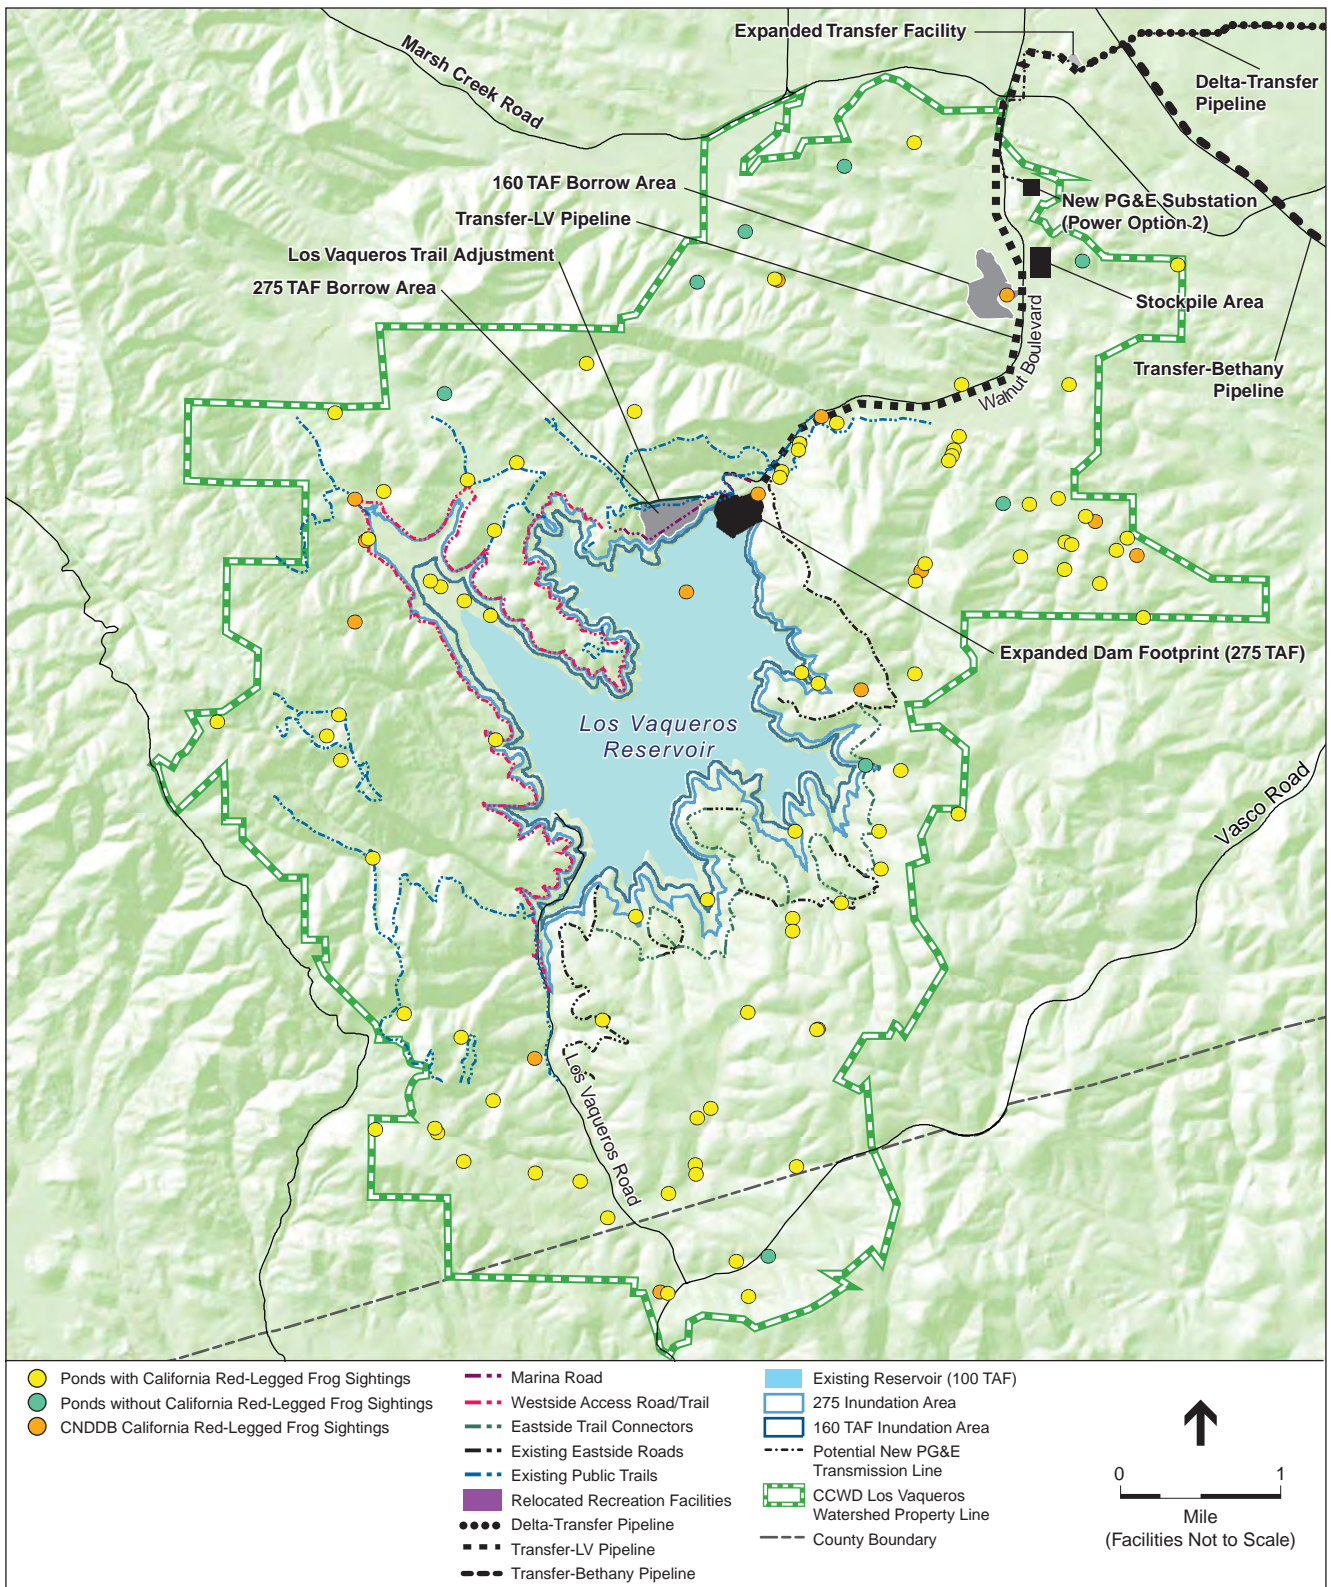 Expanded Transfer Facility
Marsh Creek Road
Delta-Transfer
Pipeline
160 TAF Borrow Area
New PG&E Substation
(Power Option 2)
Transfer-LV Pipeline
Los Vaqueros Trail Adjustment
275 TAF Borrow Area
Stockpile Area
Walnut Boulevard
Transfer-Bethany
Pipeline
Expanded Dam Footprint (275 TAF)
Los Vaqueros
Reservoir
Vasco Road
Los Vaqueros Road
Ponds with California Red-Legged Frog Sightings
Ponds without California Red-Legged Frog Sightings
CNDDB California Red-Legged Frog Sightings
Marina Road
Westside Access Road/Trail
Eastside Trail Connectors
Existing Eastside Roads
Existing Public Trails
Relocated Recreation Facilities
Delta-Transfer Pipeline
Transfer-LV Pipeline
Transfer-Bethany Pipeline
Existing Reservoir (100 TAF)
275 Inundation Area
160 TAF Inundation Area
Potential New PG&E
Transmission Line
CCWD Los Vaqueros
Watershed Property Line
County Boundary
0 1
Mile
(Facilities Not to Scale)